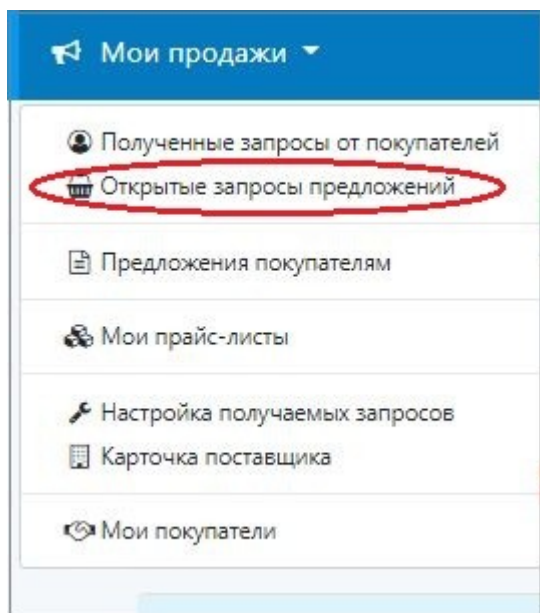 Мои продажи
Полученные запросы от покупателей
Открытые запросы предложений
Предложения покупателям
Мои прайс-листы
Настройка получаемых запросов
Карточка поставщика
Мои покупатели